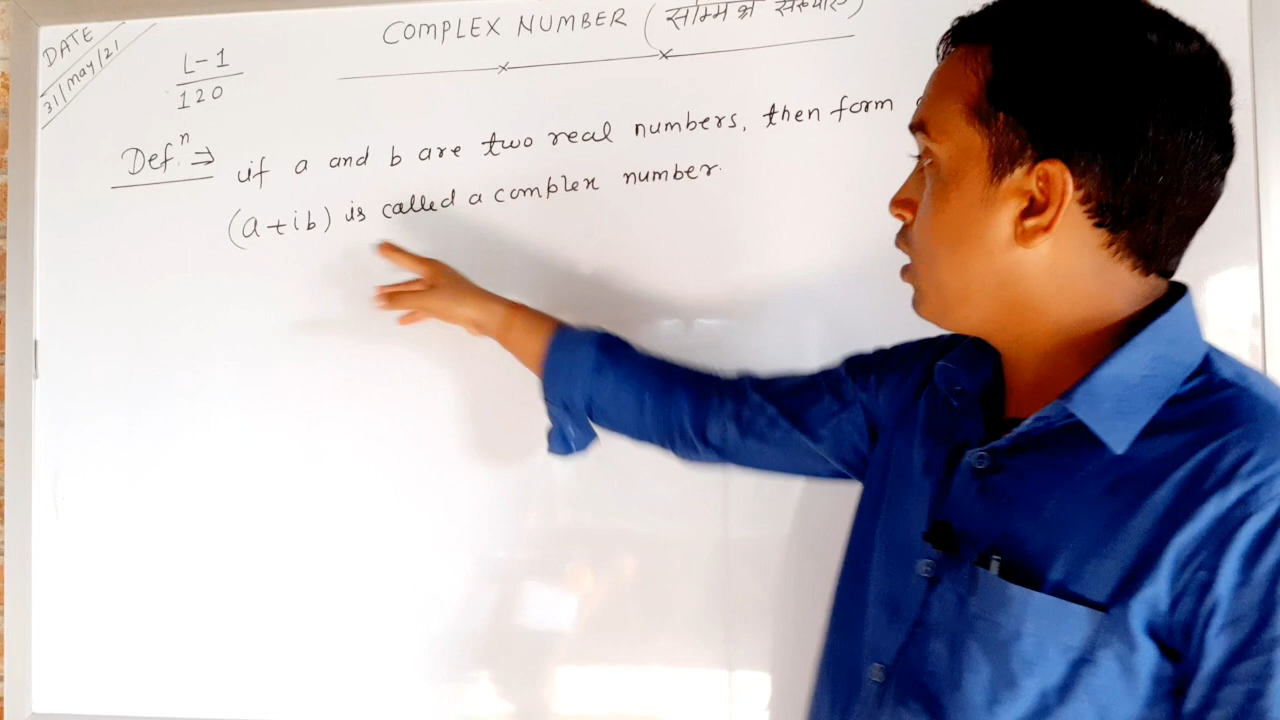 DATE
31/May/21
L-1
120
COMPLEX NUMBER (सम्मिश्र संख्याएँ)
Def.ⁿ ⇒ if a and b are two real numbers, then form
(a+ib) is called a complex number.